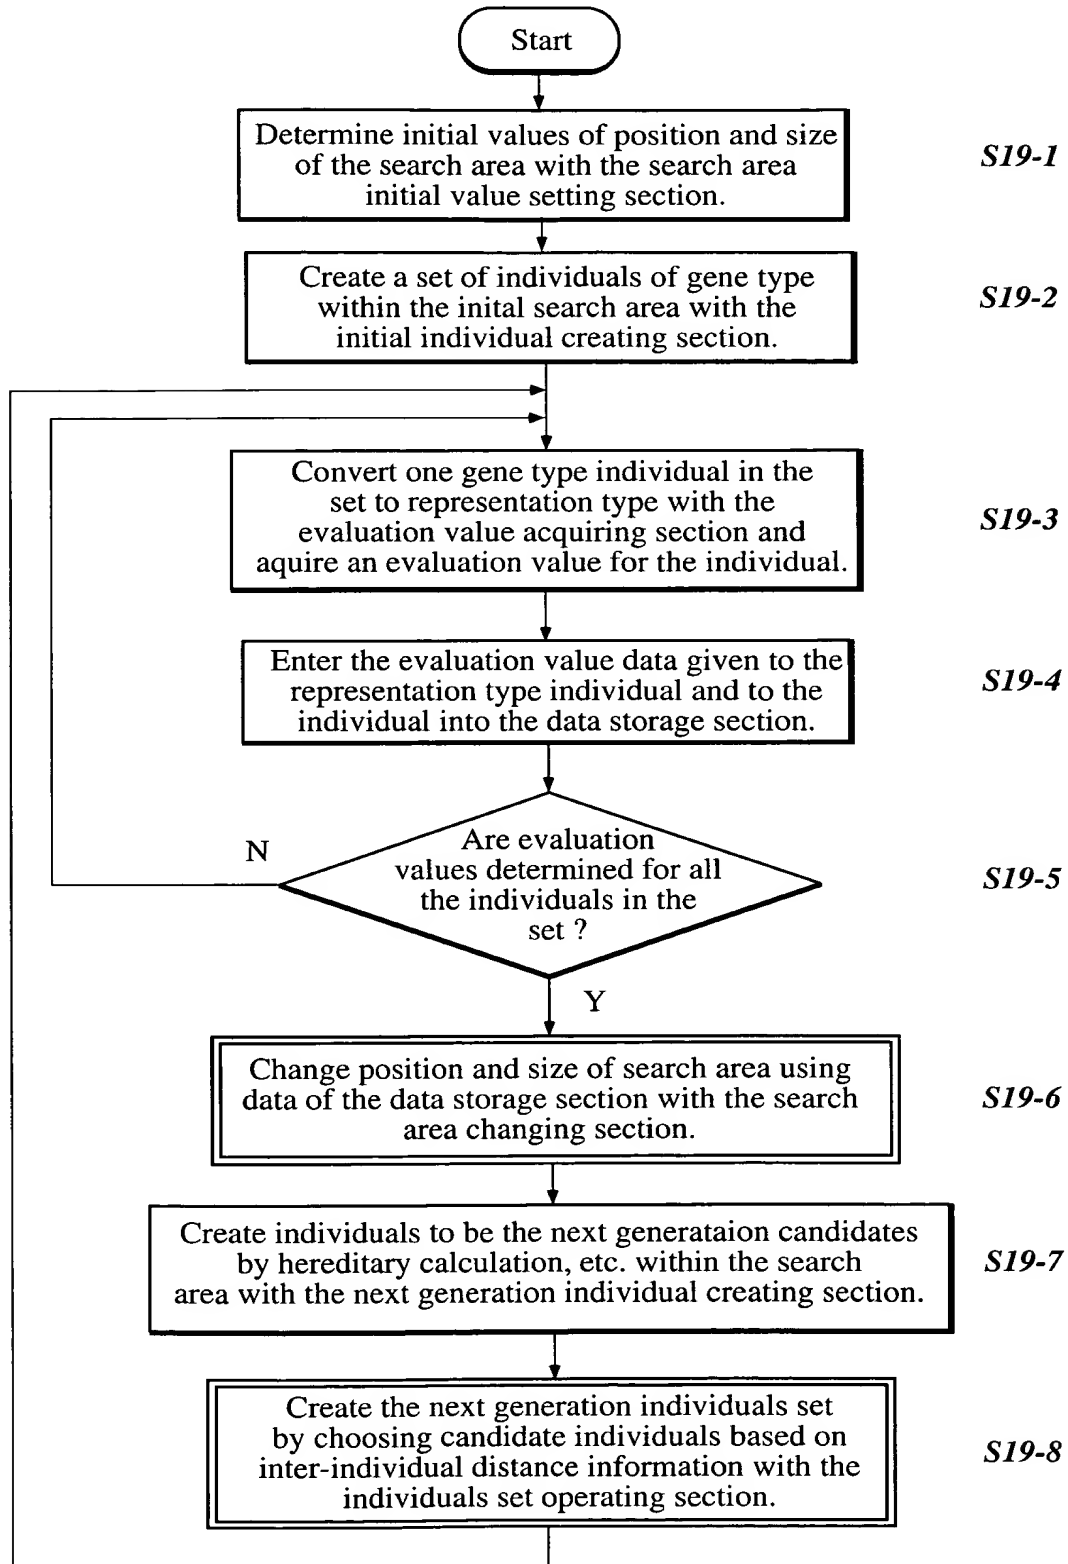 Start
Determine initial values of position and size
of the search area with the search area
initial value setting section.
S19-1
Create a set of individuals of gene type
within the inital search area with the
initial individual creating section.
S19-2
Convert one gene type individual in the
set to representation type with the
evaluation value acquiring section and
aquire an evaluation value for the individual.
S19-3
Enter the evaluation value data given to the
representation type individual and to the
individual into the data storage section.
S19-4
Are evaluation
values determined for all
the individuals in the
set ?
S19-5
N
Y
Change position and size of search area using
data of the data storage section with the search
area changing section.
S19-6
Create individuals to be the next generataion candidates
by hereditary calculation, etc. within the search
area with the next generation individual creating section.
S19-7
Create the next generation individuals set
by choosing candidate individuals based on
inter-individual distance information with the
individuals set operating section.
S19-8